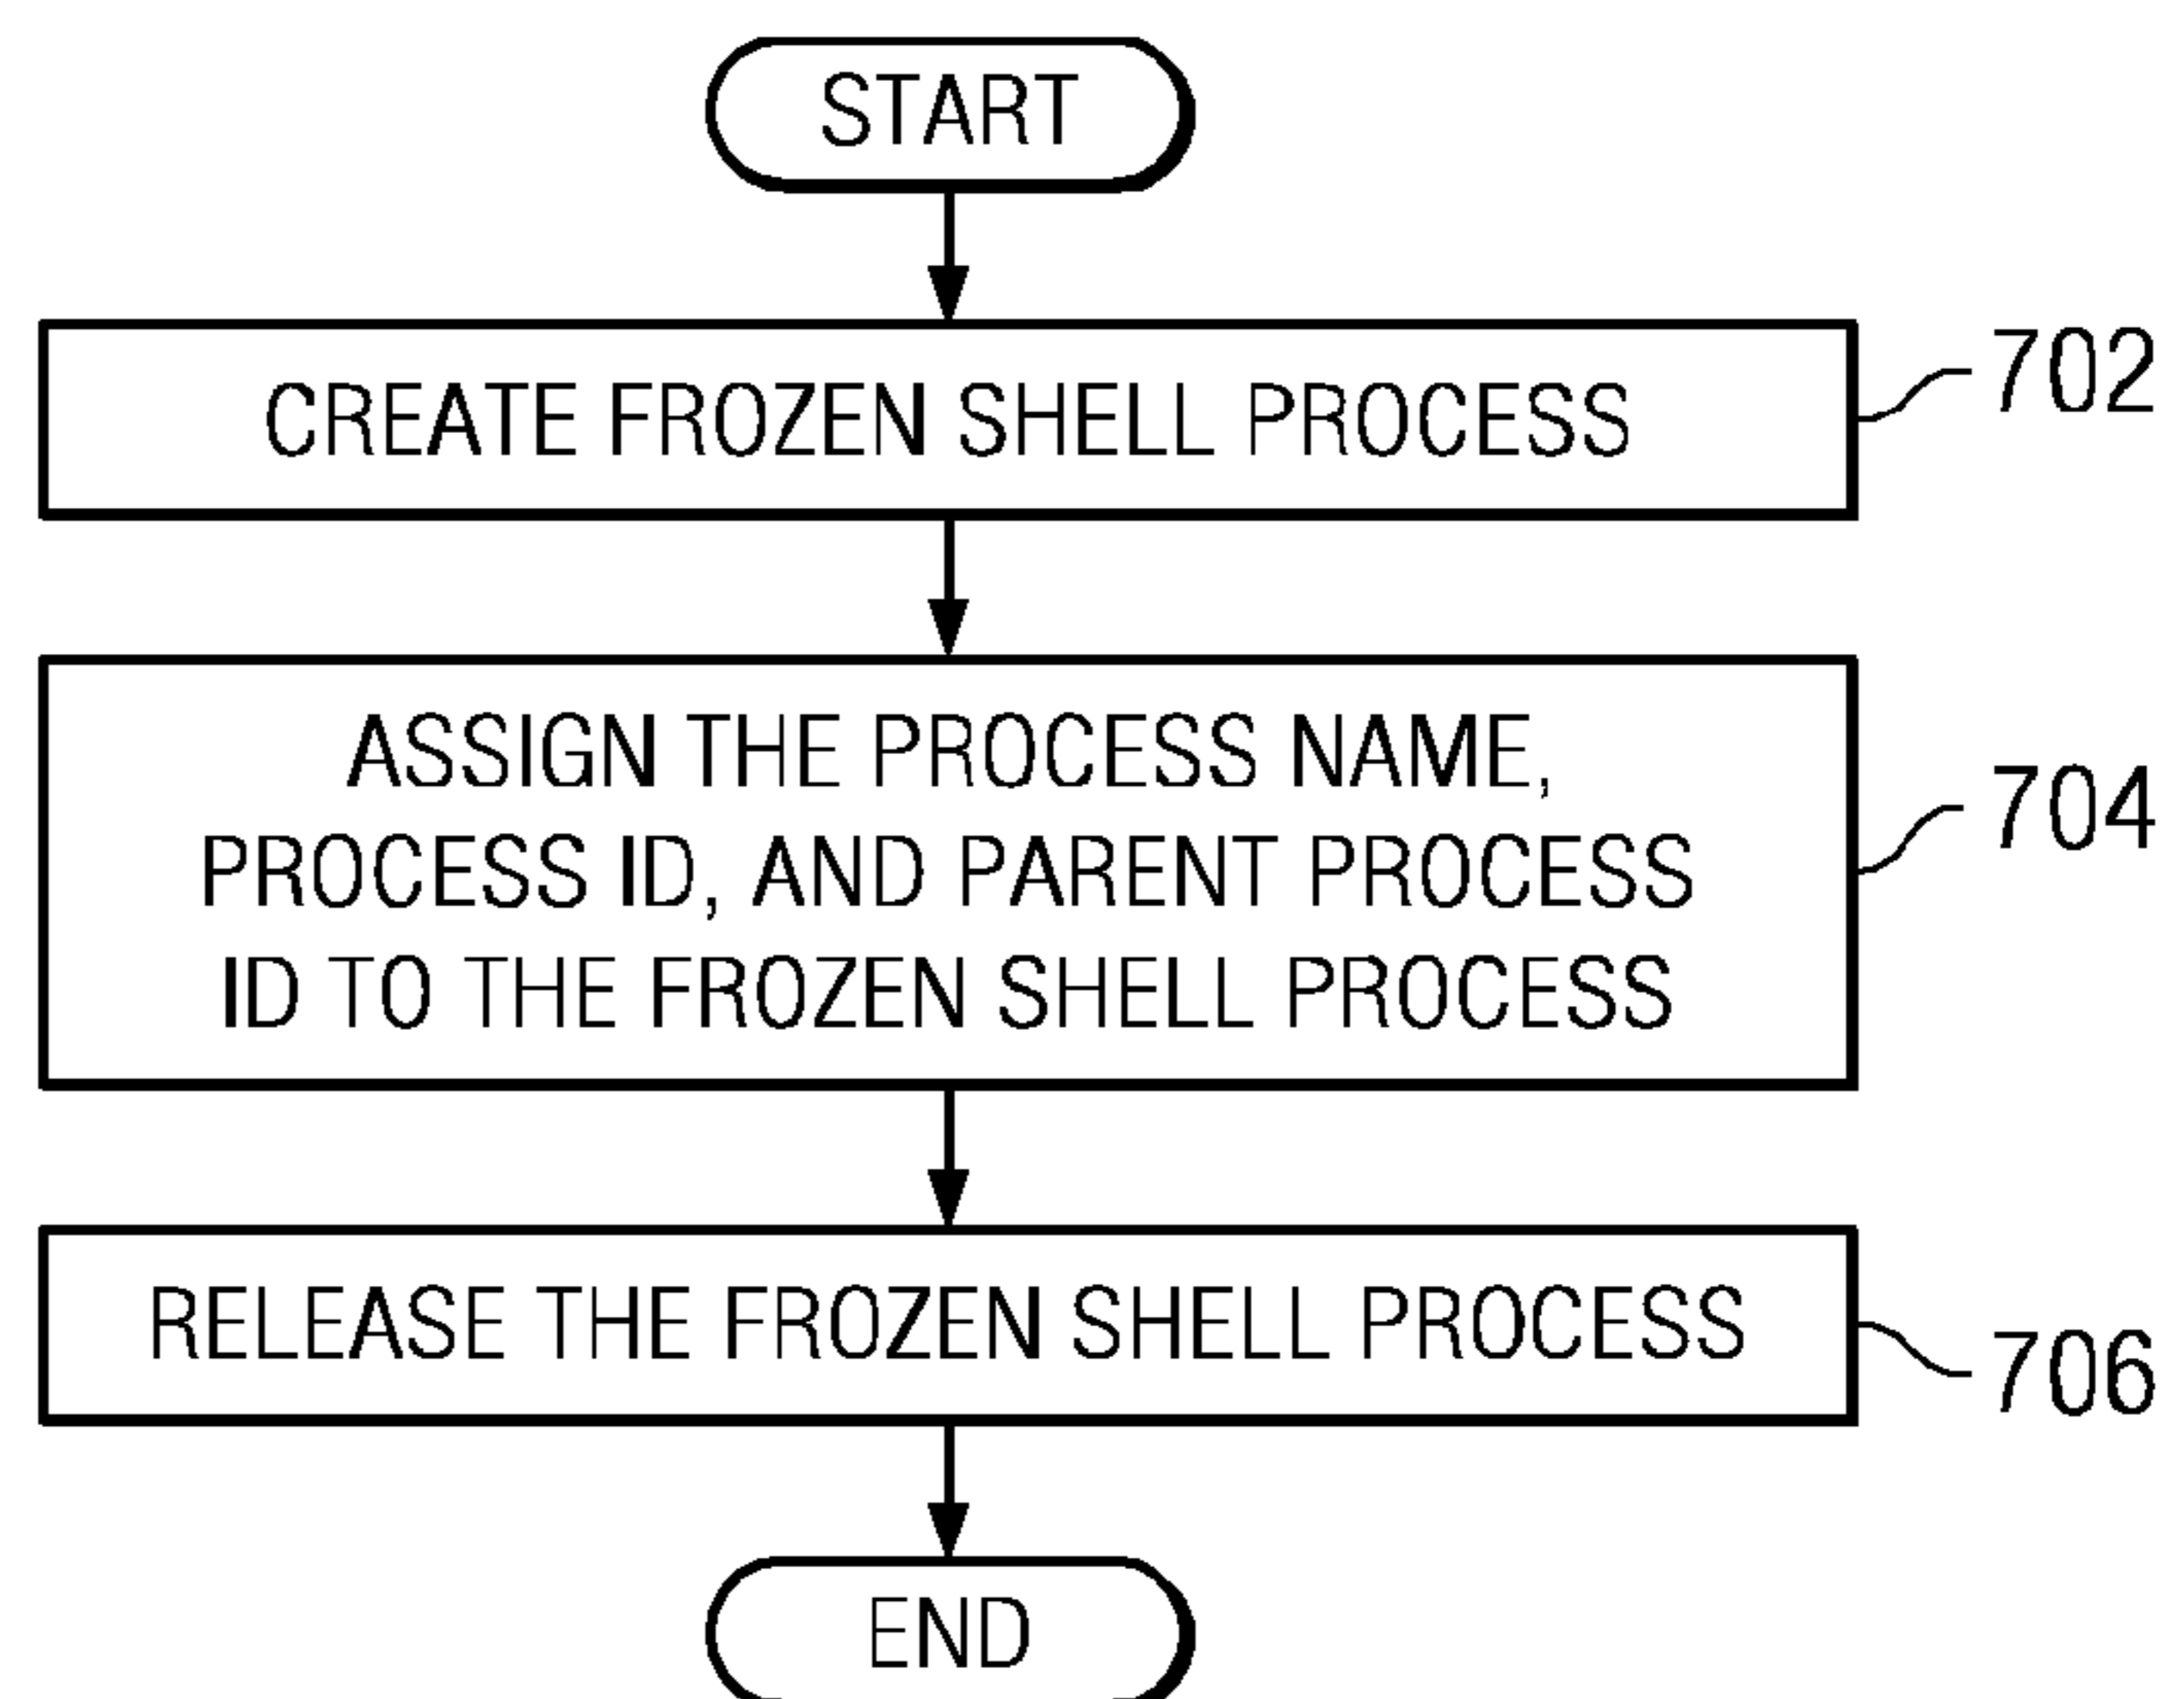 START
CREATE FROZEN SHELL PROCESS
702
ASSIGN THE PROCESS NAME,
PROCESS ID, AND PARENT PROCESS
ID TO THE FROZEN SHELL PROCESS
704
RELEASE THE FROZEN SHELL PROCESS
706
END